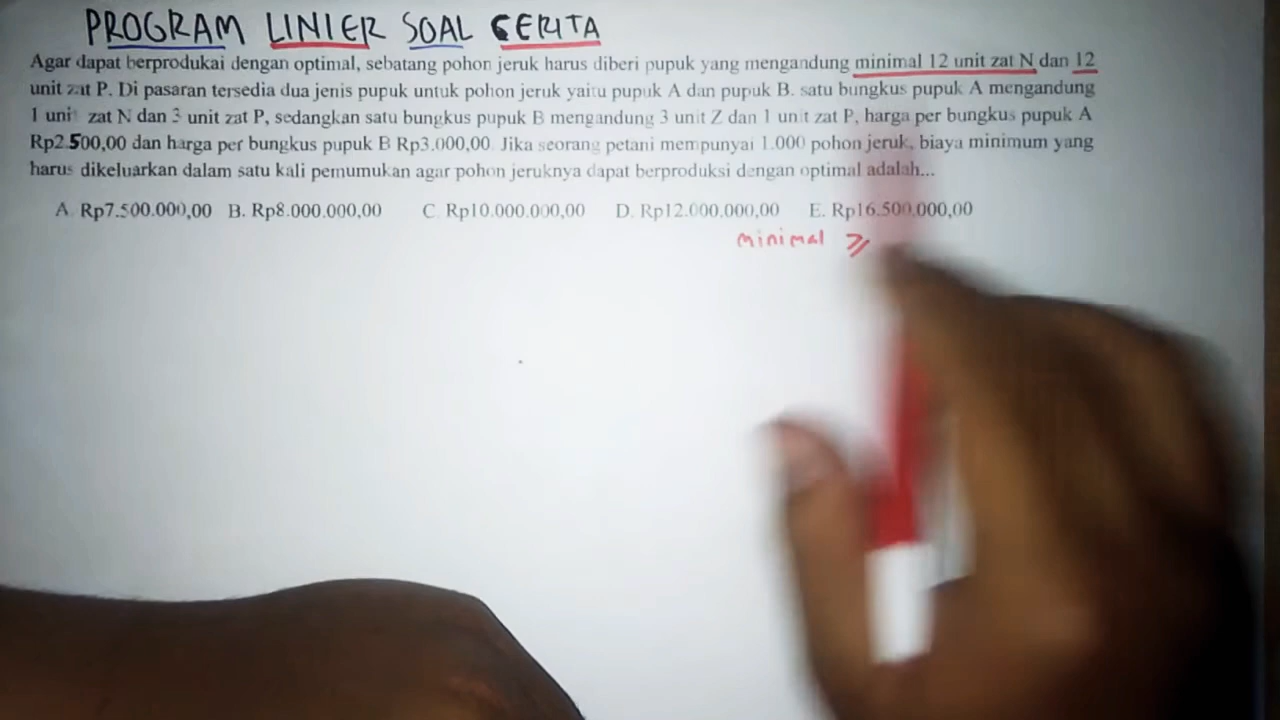 PROGRAM LINIER SOAL CERITA
Agar dapat berprodukai dengan optimal, sebatang pohon jeruk harus diberi pupuk yang mengandung minimal 12 unit zat N dan 12
unit zat P. Di pasaran tersedia dua jenis pupuk untuk pohon jeruk yaitu pupuk A dan pupuk B. satu bungkus pupuk A mengandung
1 unit zat N dan 3 unit zat P, sedangkan satu bungkus pupuk B mengandung 3 unit Z dan 1 unit zat P, harga per bungkus pupuk A
Rp2.500,00 dan harga per bungkus pupuk B Rp3.000,00. Jika seorang petani mempunyai 1.000 pohon jeruk, biaya minimum yang
harus dikeluarkan dalam satu kali pemumukan agar pohon jeruknya dapat berproduksi dengan optimal adalah...
A. Rp7.500.000,00 B. Rp8.000.000,00 C. Rp10.000.000,00 D. Rp12.000.000,00 E. Rp16.500.000,00
minimal ≥